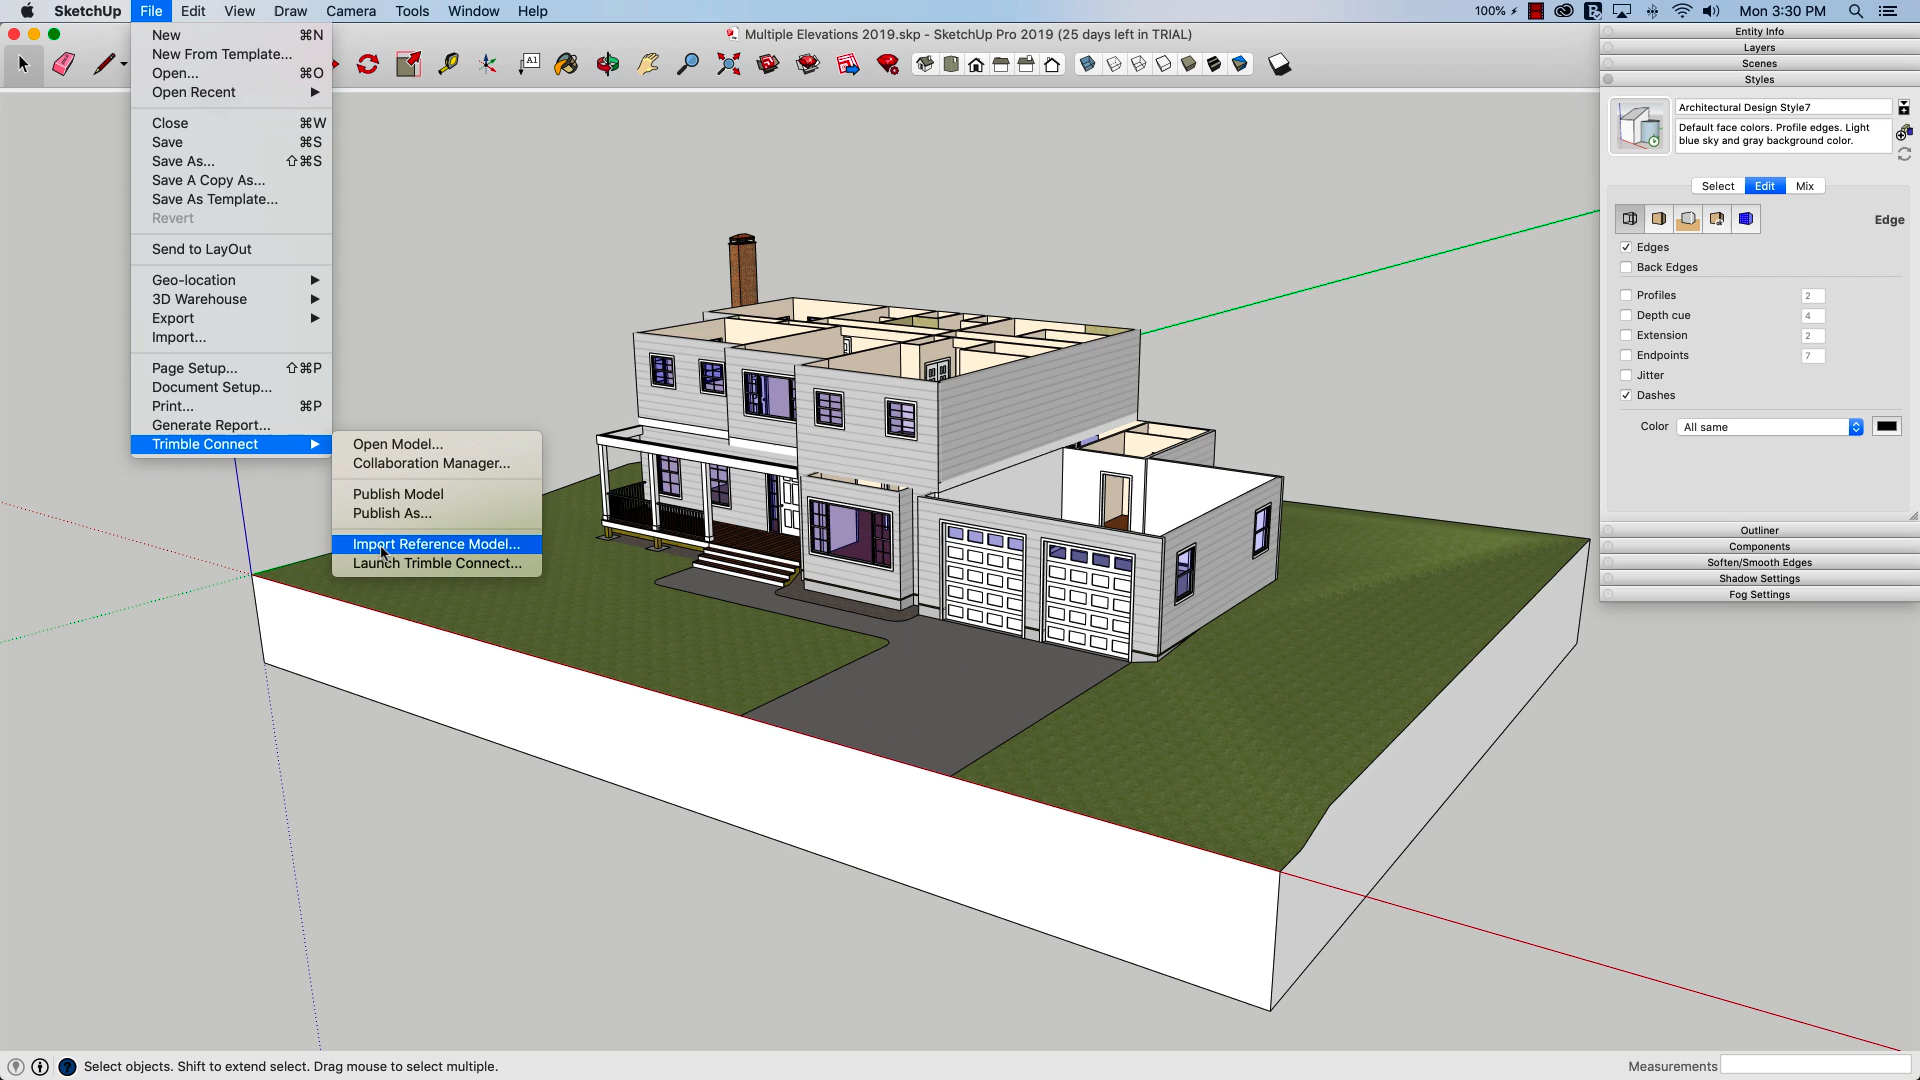 SketchUp File Edit View Draw Camera Tools Window Help
100% Mon 3:30 PM
Multiple Elevations 2019.skp - SketchUp Pro 2019 (25 days left in TRIAL)
A1
New ⌘N
New From Template...
Open... ⌘O
Open Recent
Close ⌘W
Save ⌘S
Save As... ⇧⌘S
Save A Copy As...
Save As Template...
Revert
Send to LayOut
Geo-location
3D Warehouse
Export
Import...
Page Setup... ⇧⌘P
Document Setup...
Print... ⌘P
Generate Report...
Trimble Connect
Open Model...
Collaboration Manager...
Publish Model
Publish As...
Import Reference Model...
Launch Trimble Connect...
Entity Info
Layers
Scenes
Styles
Architectural Design Style7
Default face colors. Profile edges. Light
blue sky and gray background color.
Select Edit Mix
Edge
Edges
Back Edges
Profiles 2
Depth cue 4
Extension 2
Endpoints 7
Jitter
Dashes
Color All same
Outliner
Components
Soften/Smooth Edges
Shadow Settings
Fog Settings
Select objects. Shift to extend select. Drag mouse to select multiple.
Measurements